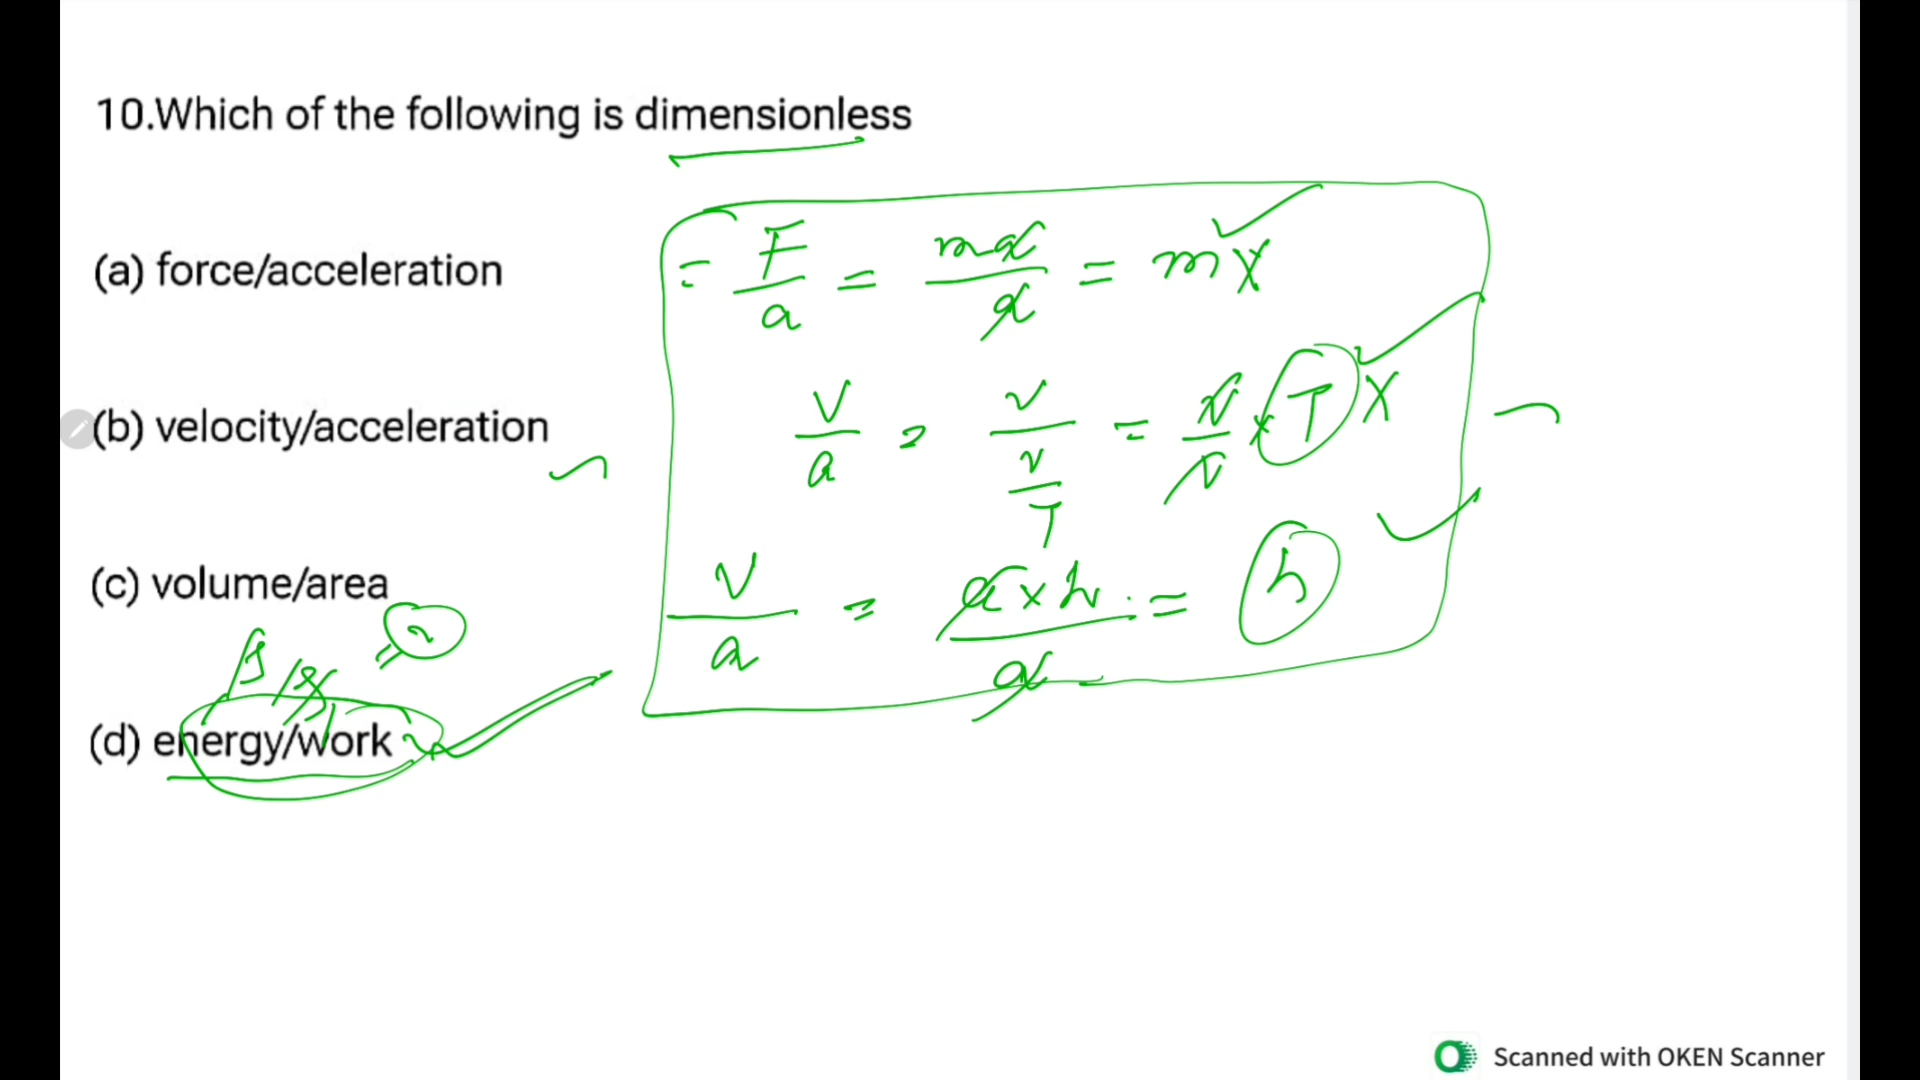 10.Which of the following is dimensionless
(a) force/acceleration
= F/a = ma/a = m X
(b) velocity/acceleration
V/a = v/(v/T) = v/v × T X
(c) volume/area
V/a = a×h/a = h
J/J
(d) energy/work
Scanned with OKEN Scanner